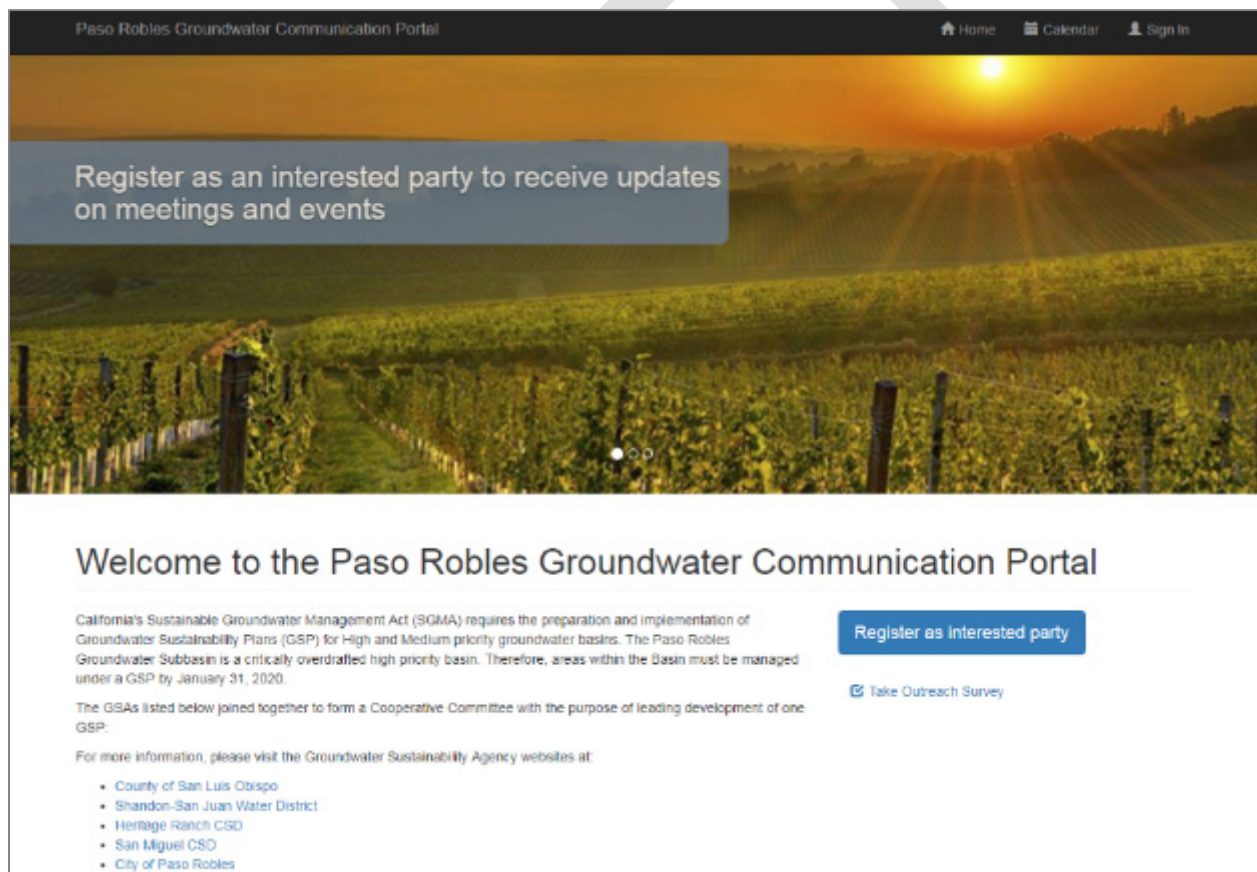 Paso Robles Groundwater Communication Portal
Home
Calendar
Sign In
Register as an interested party to receive updates
on meetings and events
Welcome to the Paso Robles Groundwater Communication Portal
California's Sustainable Groundwater Management Act (SGMA) requires the preparation and implementation of
Groundwater Sustainability Plans (GSP) for High and Medium priority groundwater basins. The Paso Robles
Groundwater Subbasin is a critically overdrafted high priority basin. Therefore, areas within the Basin must be managed
under a GSP by January 31, 2020.
The GSAs listed below joined together to form a Cooperative Committee with the purpose of leading development of one
GSP:
For more information, please visit the Groundwater Sustainability Agency websites at:
• County of San Luis Obispo
• Shandon-San Juan Water District
• Heritage Ranch CSD
• San Miguel CSD
• City of Paso Robles
Register as Interested party
Take Outreach Survey